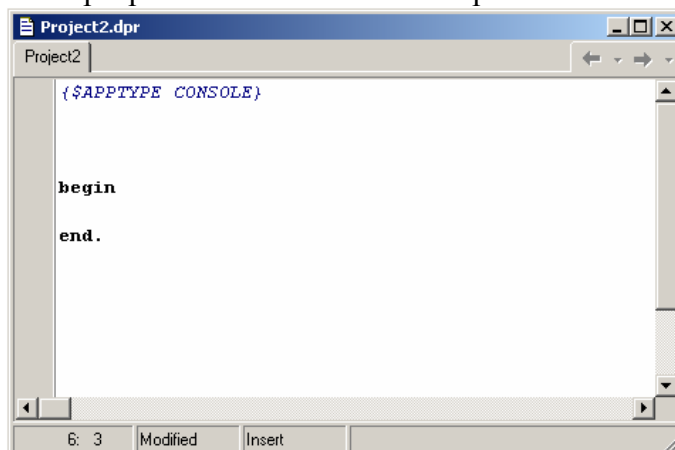 Project2.dpr
Project2
{$APPTYPE CONSOLE}
begin
end.
6: 3 Modified Insert